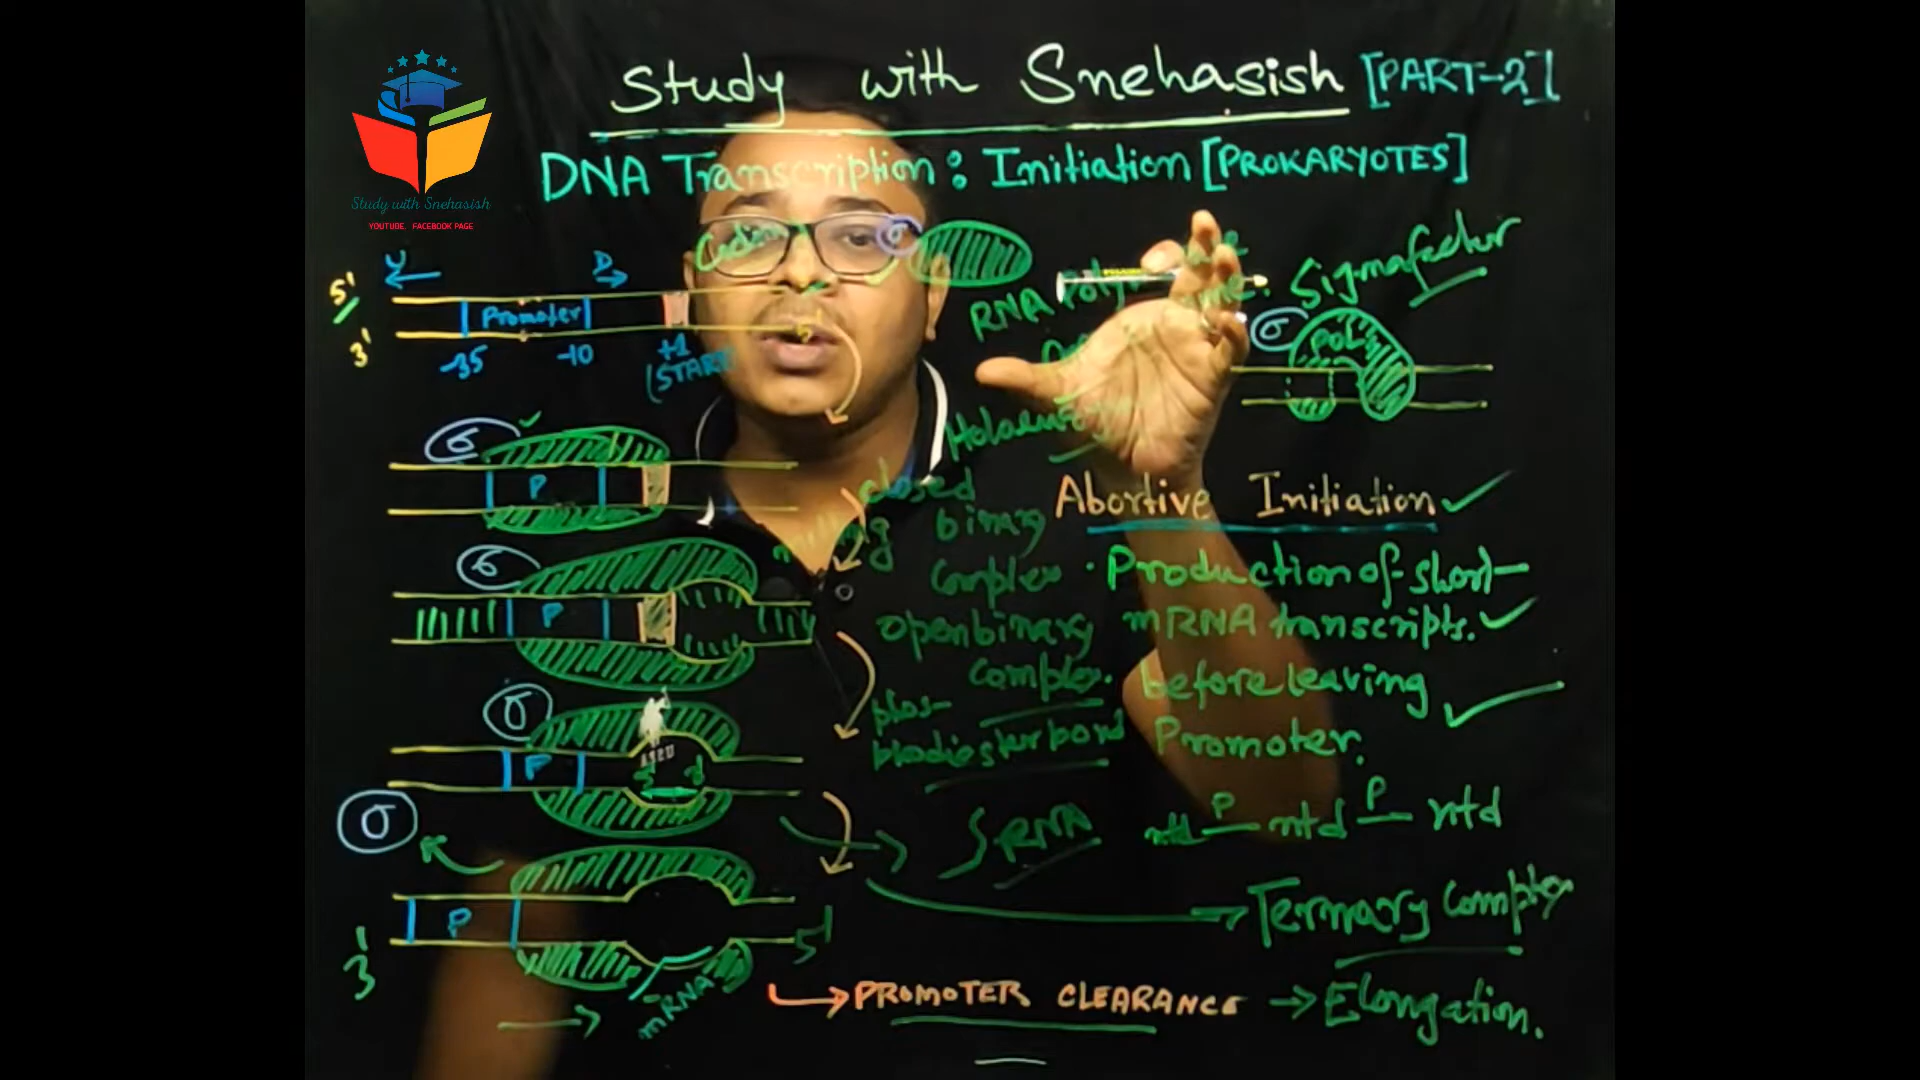 Study with Snehasish [PART-2]
DNA Transcription: Initiation [PROKARYOTES]
Study with Snehasish
YOUTUBE, FACEBOOK PAGE
U
D
5'
3'
Promoter
-35
-10
+1
(START
σ
RNA
Sigmafactor
σ
POL
σ
P
closed
binary
complex
σ
P
openbinary
complex.
Abortive Initiation ✓
· Production of short
mRNA transcripts. ✓
before leaving
Promoter. ✓
σ
P
phos-
phodiester bond
ntd P ntd P ntd
σ
RNA
Ternary Complex
P
3'
5'
mRNA
PROMOTER CLEARANCE → Elongation.